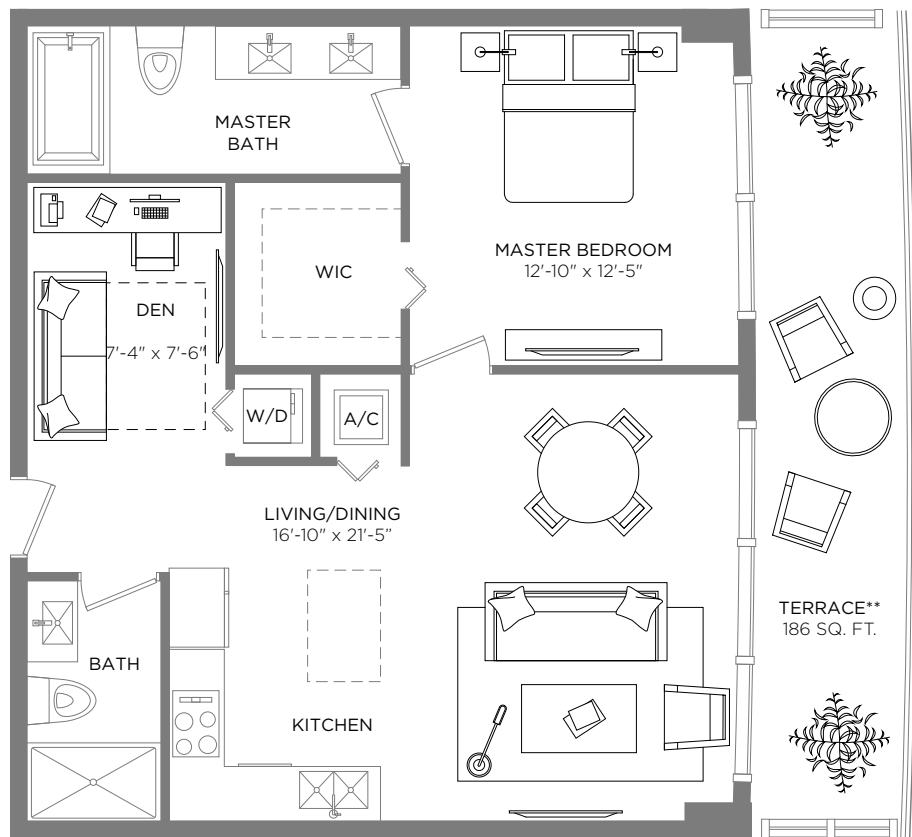 MASTER
BATH
MASTER BEDROOM
12'-10" x 12'-5"
WIC
DEN
7'-4" x 7'-6"
W/D
A/C
LIVING/DINING
16'-10" x 21'-5”
TERRACE**
186 SQ. FT.
BATH
KITCHEN